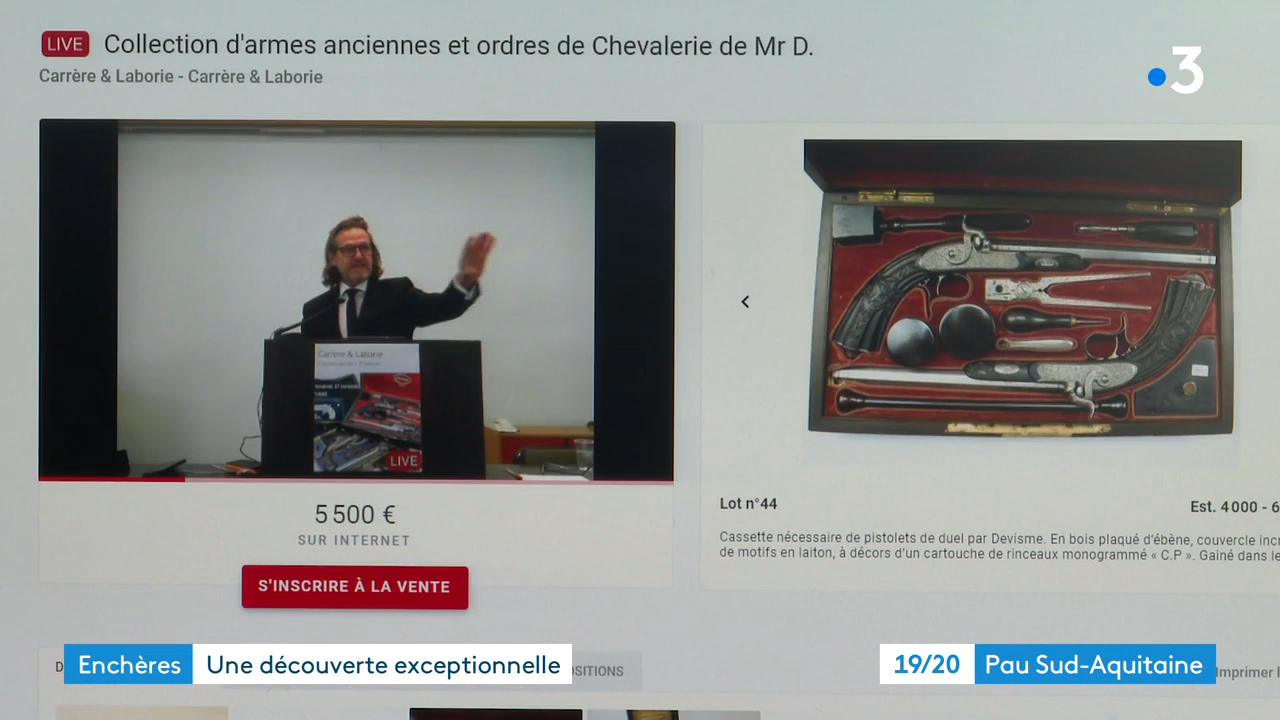 LIVE Collection d'armes anciennes et ordres de Chevalerie de Mr D.
Carrère & Laborie - Carrère & Laborie
3
Carrère & Laborie
LIVE
5 500 €
SUR INTERNET
S'INSCRIRE À LA VENTE
Lot n°44
Est. 4 000 - 6
Cassette nécessaire de pistolets de duel par Devisme. En bois plaqué d'ébène, couvercle incr
de motifs en laiton, à décors d'un cartouche de rinceaux monogrammé « C.P ». Gainé dans le
D
OSITIONS
Imprimer l
Enchères Une découverte exceptionnelle
19/20 Pau Sud-Aquitaine